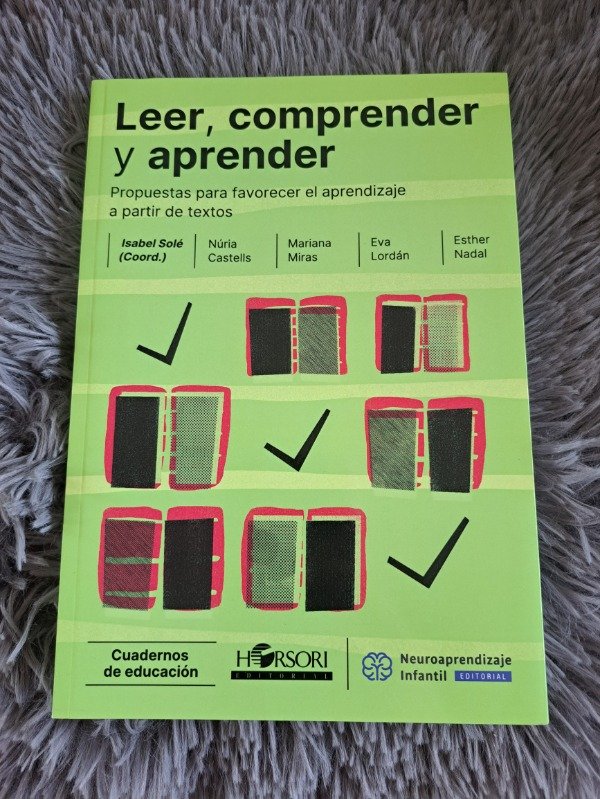 Leer, comprender
y aprender
Propuestas para favorecer el aprendizaje
a partir de textos
Isabel Solé
(Coord.)
Núria
Castells
Mariana
Miras
Eva
Lordán
Esther
Nadal
Cuadernos
de educación
HORSORI
EDITORIAL
Neuroaprendizaje
Infantil EDITORIAL